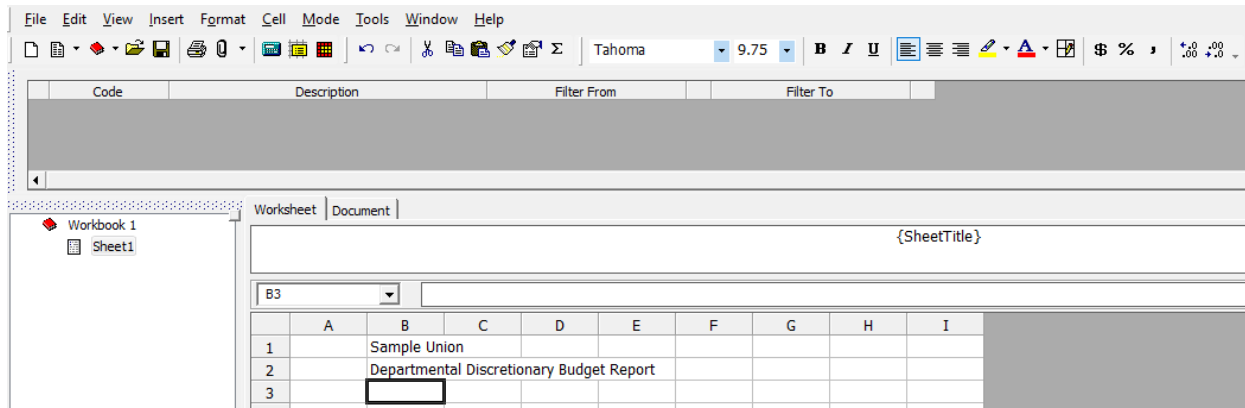 File Edit View Insert Format Cell Mode Tools Window Help
Tahoma 9.75 B I U A Σ $ % ,
Code Description Filter From Filter To
Worksheet Document
Workbook 1
Sheet1
{SheetTitle}
B3
A B C D E F G H I
1 Sample Union
2 Departmental Discretionary Budget Report
3